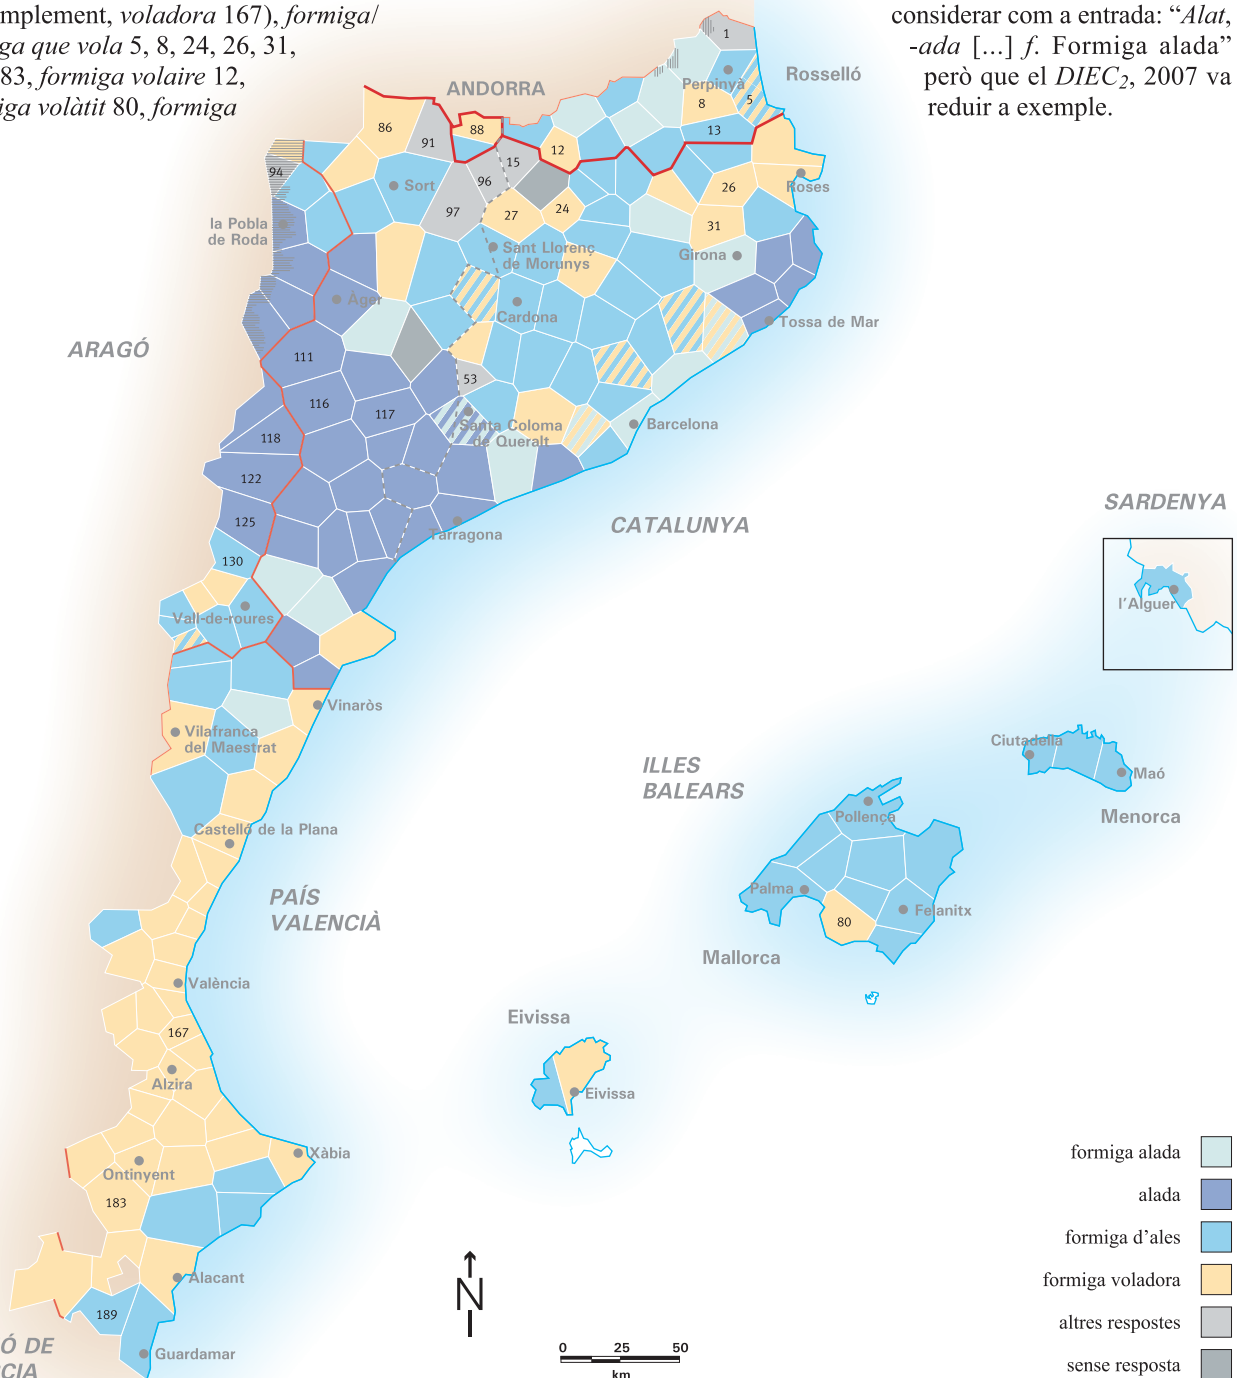 mplement, voladora 167), formiga/
ga que vola 5, 8, 24, 26, 31,
83, formiga volaire 12,
iga volàtit 80, formiga
considerar com a entrada: “Alat,
-ada [...] f. Formiga alada”
però que el DIEC2, 2007 va
reduir a exemple.
ANDORRA
Rosselló
Perpinyà
1
5
8
13
86
91
88
12
15
94
96
97
27
24
26
31
Sort
Roses
la Pobla
de Roda
Sant Llorenç
de Morunys
Girona
Àger
Cardona
Tossa de Mar
ARAGÓ
111
53
116
117
118
Santa Coloma
de Queralt
Barcelona
122
125
Tarragona
CATALUNYA
SARDENYA
130
l’Alguer
Vall-de-roures
Vinaròs
Vilafranca
del Maestrat
ILLES
BALEARS
Ciutadella
Maó
Menorca
Pollença
Castelló de la Plana
PAÍS
VALENCIÀ
Palma
Felanitx
80
Mallorca
València
Eivissa
167
Alzira
Eivissa
Xàbia
Ontinyent
183
Alacant
189
Guardamar
Ó DE
CIA
N
0 25 50
km
formiga alada
alada
formiga d’ales
formiga voladora
altres respostes
sense resposta